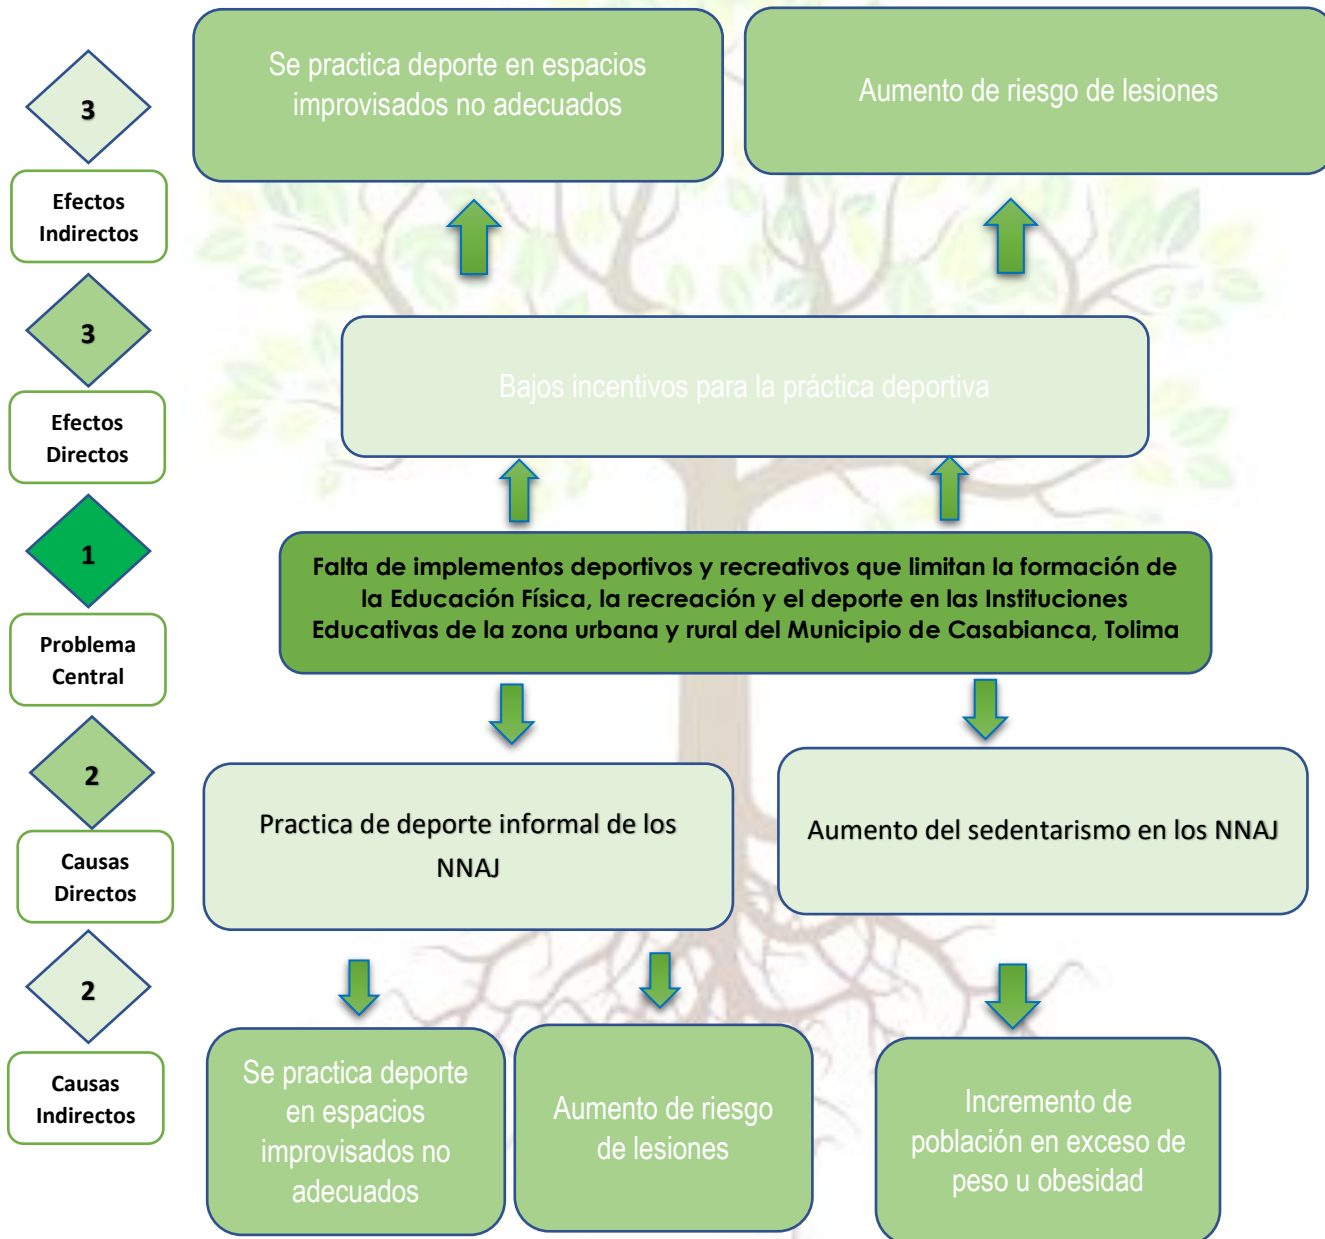 3
Efectos
Indirectos
Se practica deporte en espacios
improvisados no adecuados
Aumento de riesgo de lesiones
3
Efectos
Directos
Bajos incentivos para la práctica deportiva
1
Problema
Central
Falta de implementos deportivos y recreativos que limitan la formación de
la Educación Física, la recreación y el deporte en las Instituciones
Educativas de la zona urbana y rural del Municipio de Casabianca, Tolima
2
Causas
Directos
Practica de deporte informal de los
NNAJ
Aumento del sedentarismo en los NNAJ
2
Causas
Indirectos
Se practica deporte
en espacios
improvisados no
adecuados
Aumento de riesgo
de lesiones
Incremento de
población en exceso de
peso u obesidad